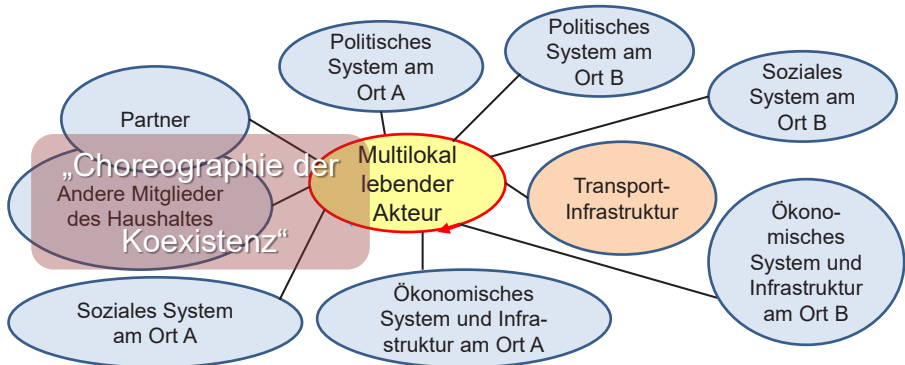 Politisches
System am
Ort A
Politisches
System am
Ort B
Soziales
System am
Ort B
Partner
„Choreographie der
Koexistenz“
Andere Mitglieder
des Haushaltes
Multilokal
lebender
Akteur
Transport-
Infrastruktur
Ökono-
misches
System und
Infrastruktur
am Ort B
Soziales System
am Ort A
Ökonomisches
System und Infra-
struktur am Ort A